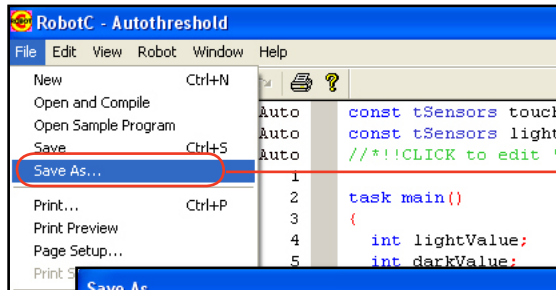 RobotC - Autothreshold
File Edit View Robot Window Help
New Ctrl+N
Open and Compile
Open Sample Program
Save Ctrl+S
Save As...
Print... Ctrl+P
Print Preview
Page Setup...
Print S
Auto const tSensors touch
Auto const tSensors light
Auto //*!!CLICK to edit '
1
2 task main()
3 {
4 int lightValue;
5 int darkValue;
Save As